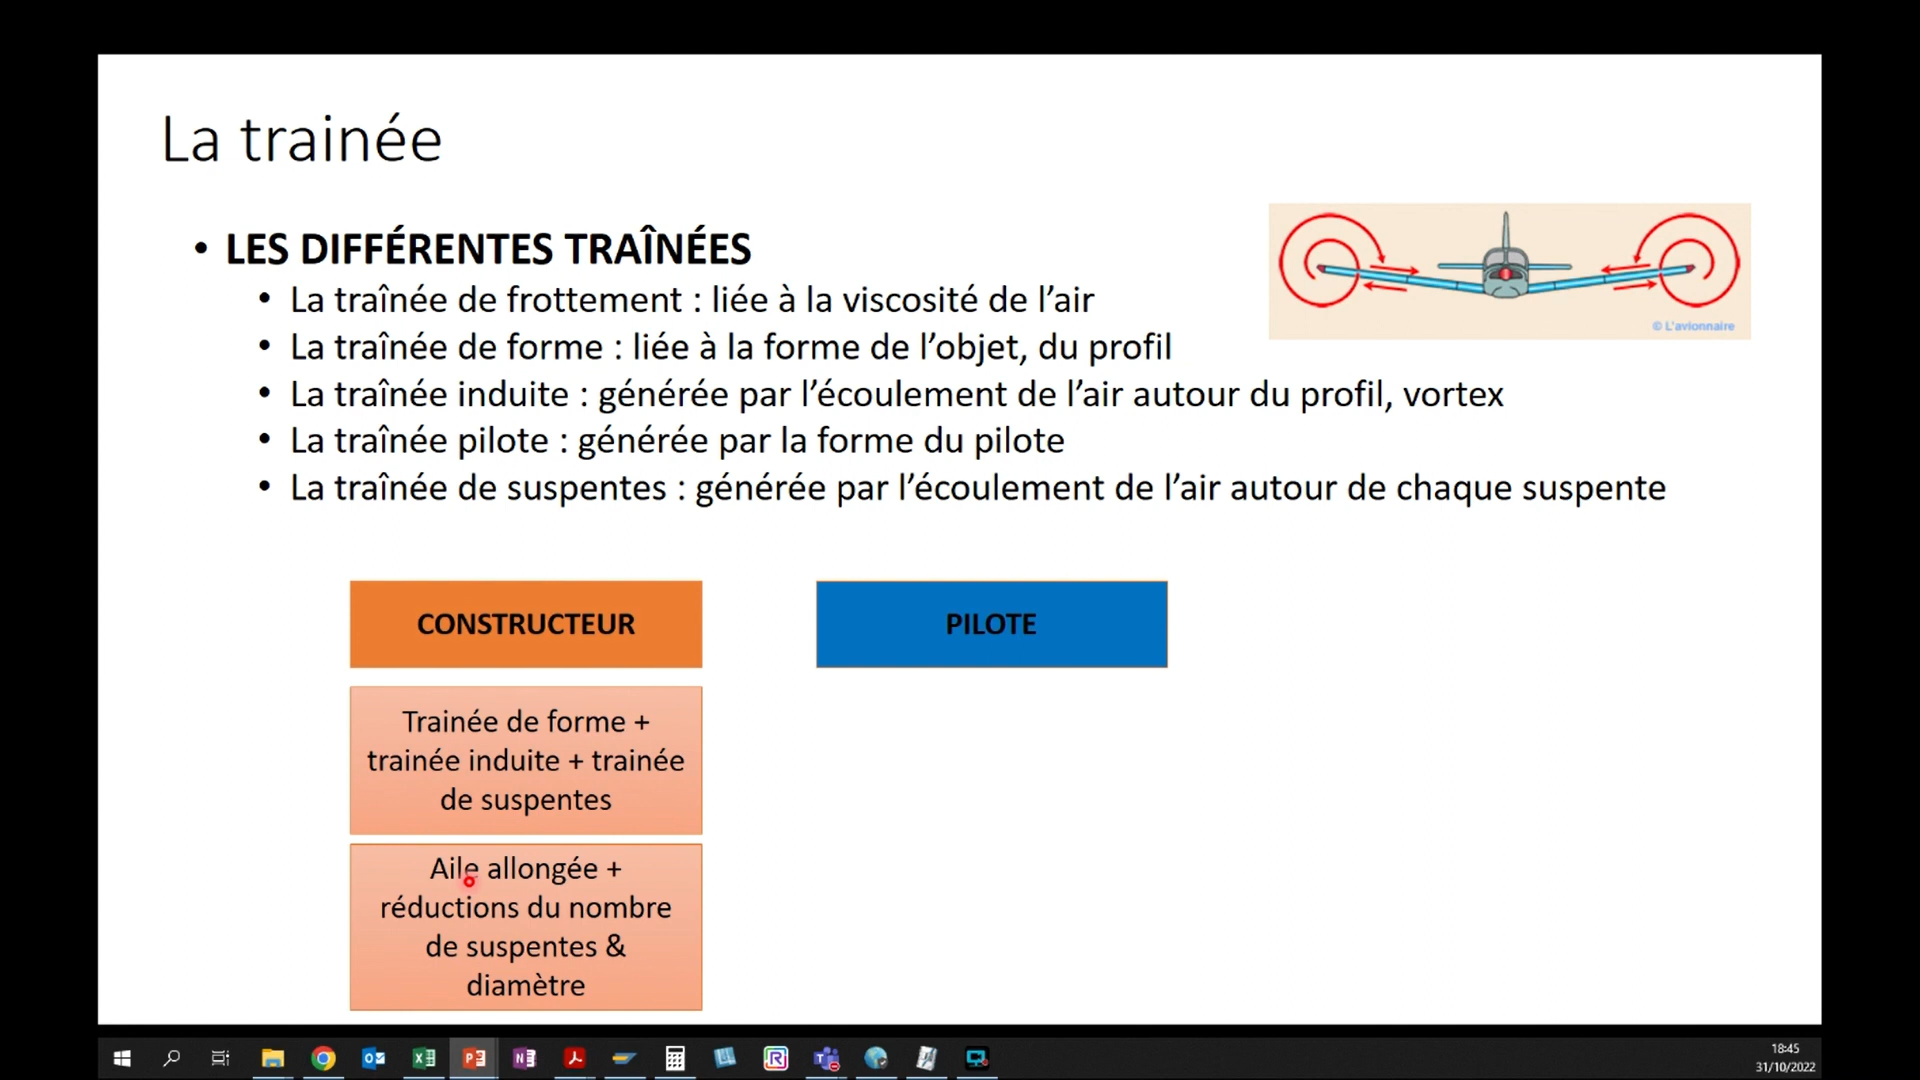 La trainée
• LES DIFFÉRENTES TRAÎNÉES
• La traînée de frottement : liée à la viscosité de l’air
• La traînée de forme : liée à la forme de l’objet, du profil
• La traînée induite : générée par l’écoulement de l’air autour du profil, vortex
• La traînée pilote : générée par la forme du pilote
• La traînée de suspentes : générée par l’écoulement de l’air autour de chaque suspente
© L'avionnaire
CONSTRUCTEUR
Trainée de forme +
trainée induite + trainée
de suspentes
Aile allongée +
réductions du nombre
de suspentes &
diamètre
PILOTE
18:45
31/10/2022